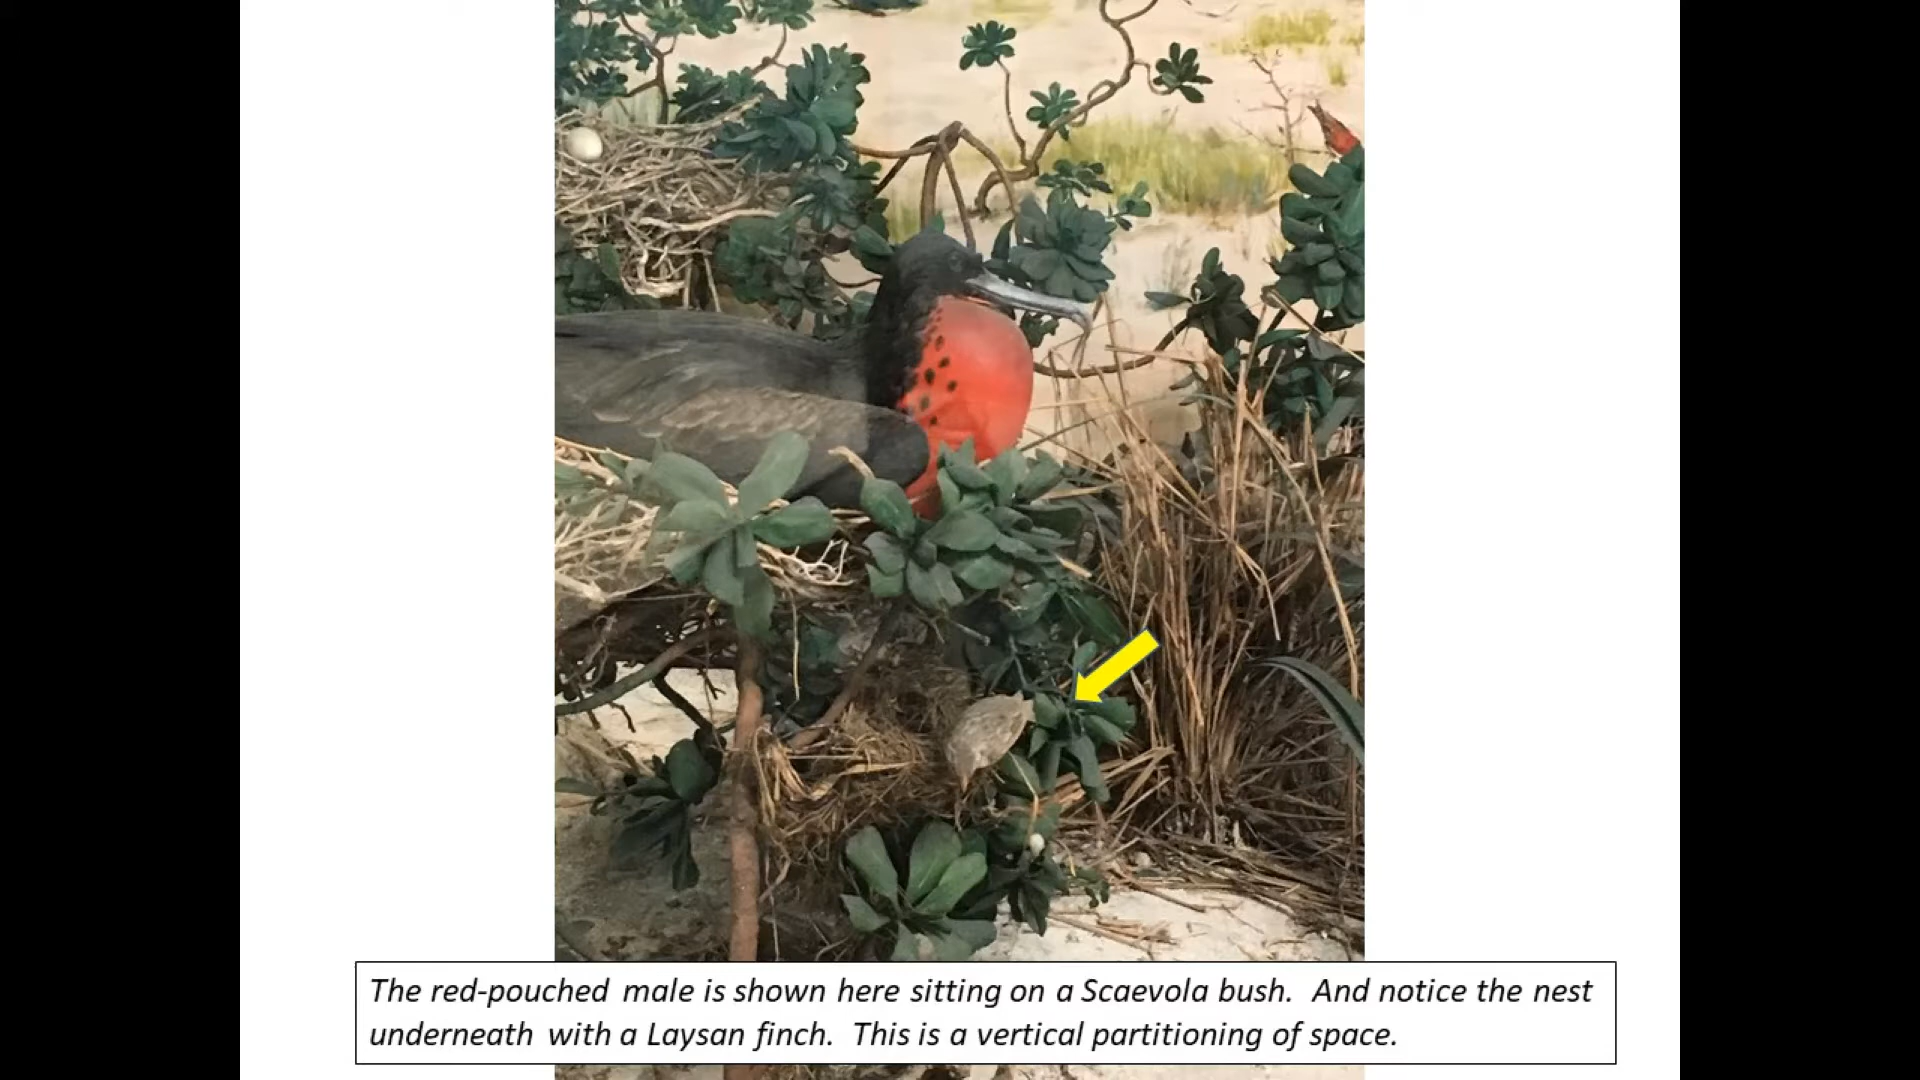 The red-pouched male is shown here sitting on a Scaevola bush.  And notice the nest
underneath with a Laysan finch.  This is a vertical partitioning of space.